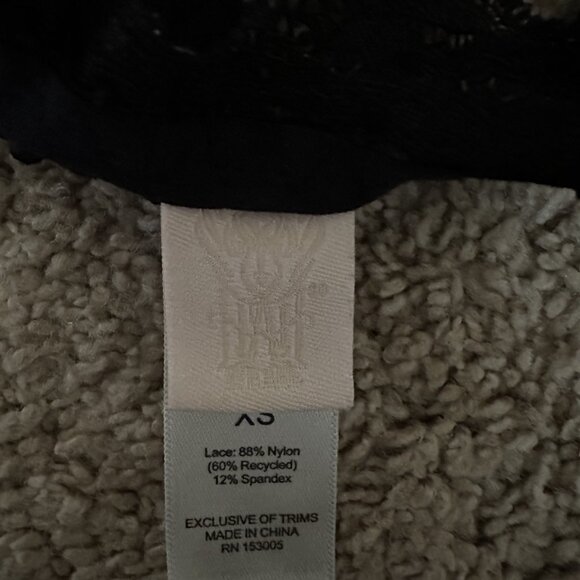 XS
Lace: 88% Nylon
(60% Recycled)
12% Spandex
EXCLUSIVE OF TRIMS
MADE IN CHINA
RN 153005